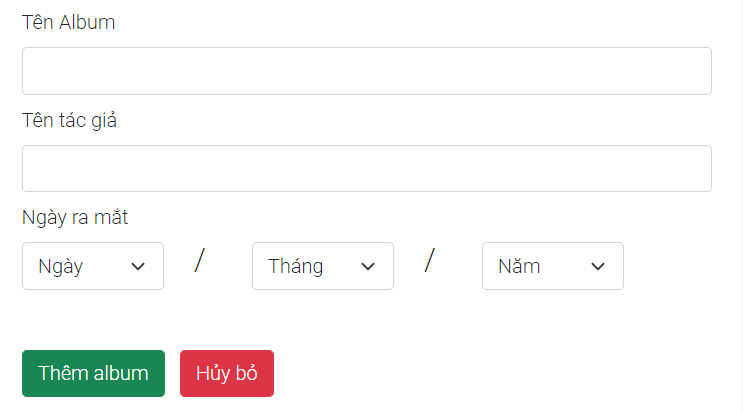 Tên Album
Tên tác giả
Ngày ra mắt
Ngày / Tháng / Năm
Thêm album Hủy bỏ